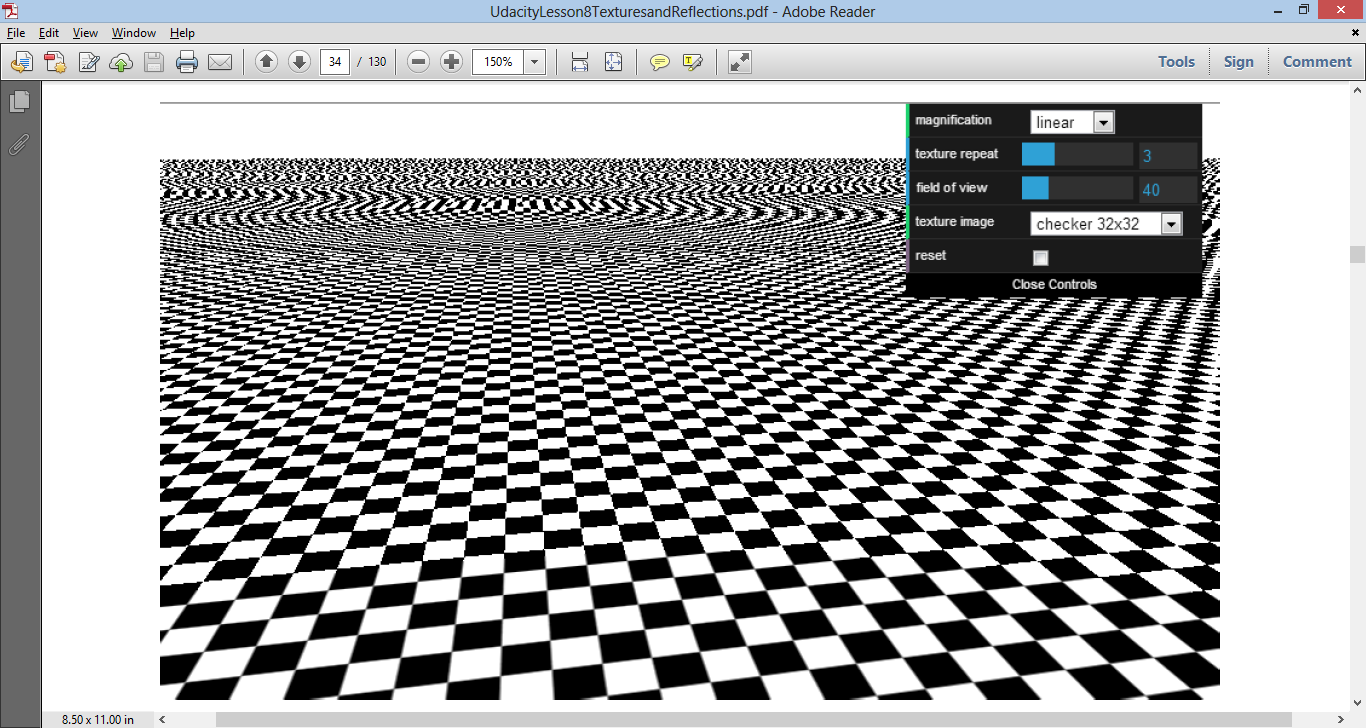 UdacityLesson8TexturesandReflections.pdf - Adobe Reader
File Edit View Window Help
34 / 130 150% Tools Sign Comment
magnification linear
texture repeat 3
field of view 40
texture image checker 32x32
reset
Close Controls
8.50 x 11.00 in